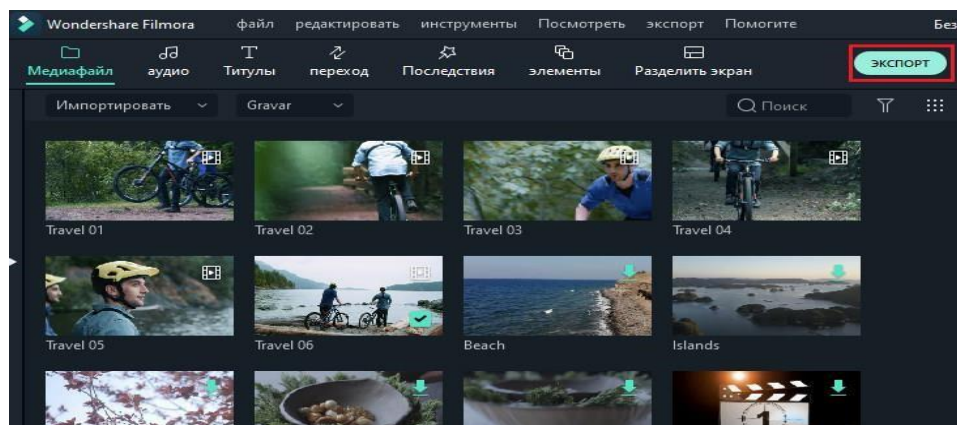 Wondershare Filmora файл редактировать инструменты Посмотреть экспорт Помогите Без
Медиафайл аудио Титулы переход Последствия элементы Разделить экран экспорт
Импортировать Gravar Поиск
Travel 01 Travel 02 Travel 03 Travel 04
Travel 05 Travel 06 Beach Islands
1